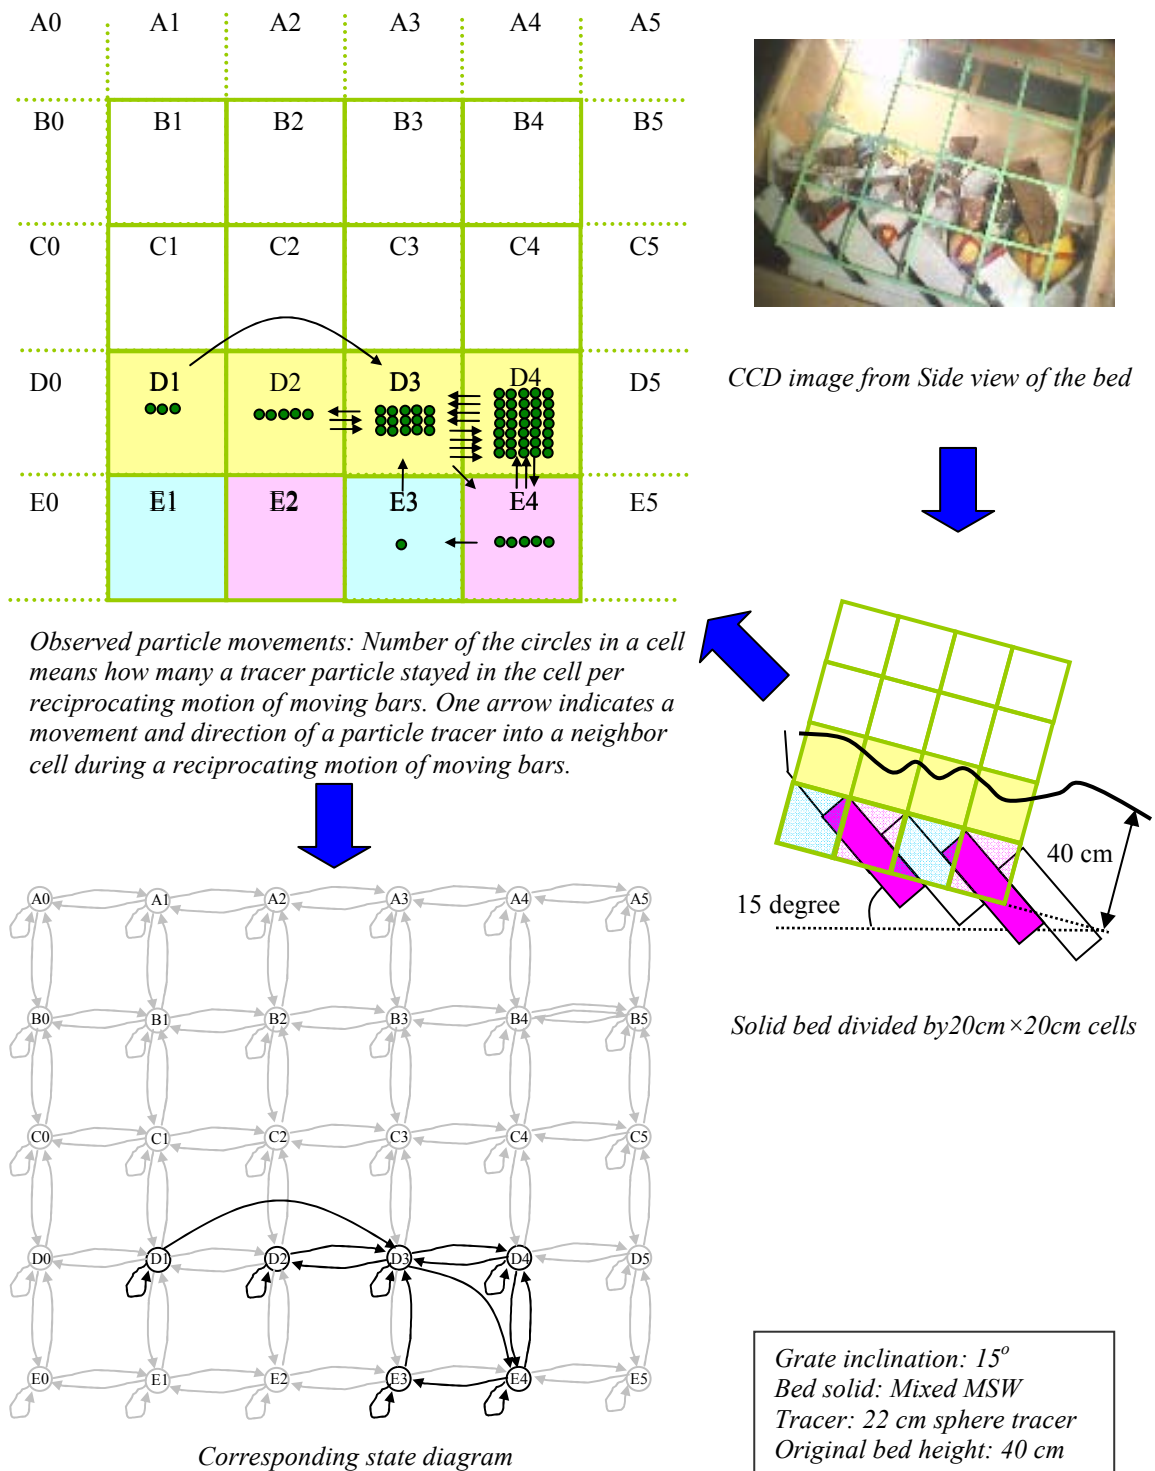 A0 A1 A2 A3 A4 A5
B0 B1 B2 B3 B4 B5
C0 C1 C2 C3 C4 C5
D0 D1 D2 D3 D4 D5
E0 E1 E2 E3 E4 E5
CCD image from Side view of the bed
Observed particle movements: Number of the circles in a cell
means how many a tracer particle stayed in the cell per
reciprocating motion of moving bars. One arrow indicates a
movement and direction of a particle tracer into a neighbor
cell during a reciprocating motion of moving bars.
40 cm
15 degree
Solid bed divided by20cm×20cm cells
A0 A1 A2 A3 A4 A5
B0 B1 B2 B3 B4 B5
C0 C1 C2 C3 C4 C5
D0 D1 D2 D3 D4 D5
E0 E1 E2 E3 E4 E5
Corresponding state diagram
Grate inclination: 15°
Bed solid: Mixed MSW
Tracer: 22 cm sphere tracer
Original bed height: 40 cm